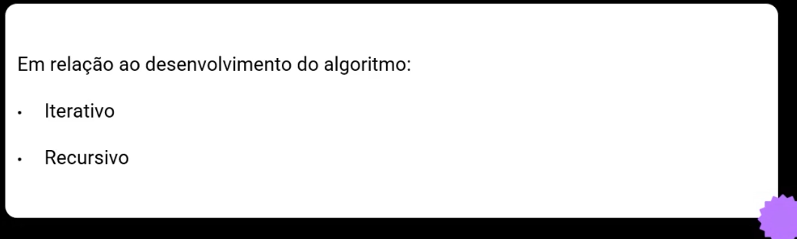 Em relação ao desenvolvimento do algoritmo:
• Iterativo
• Recursivo